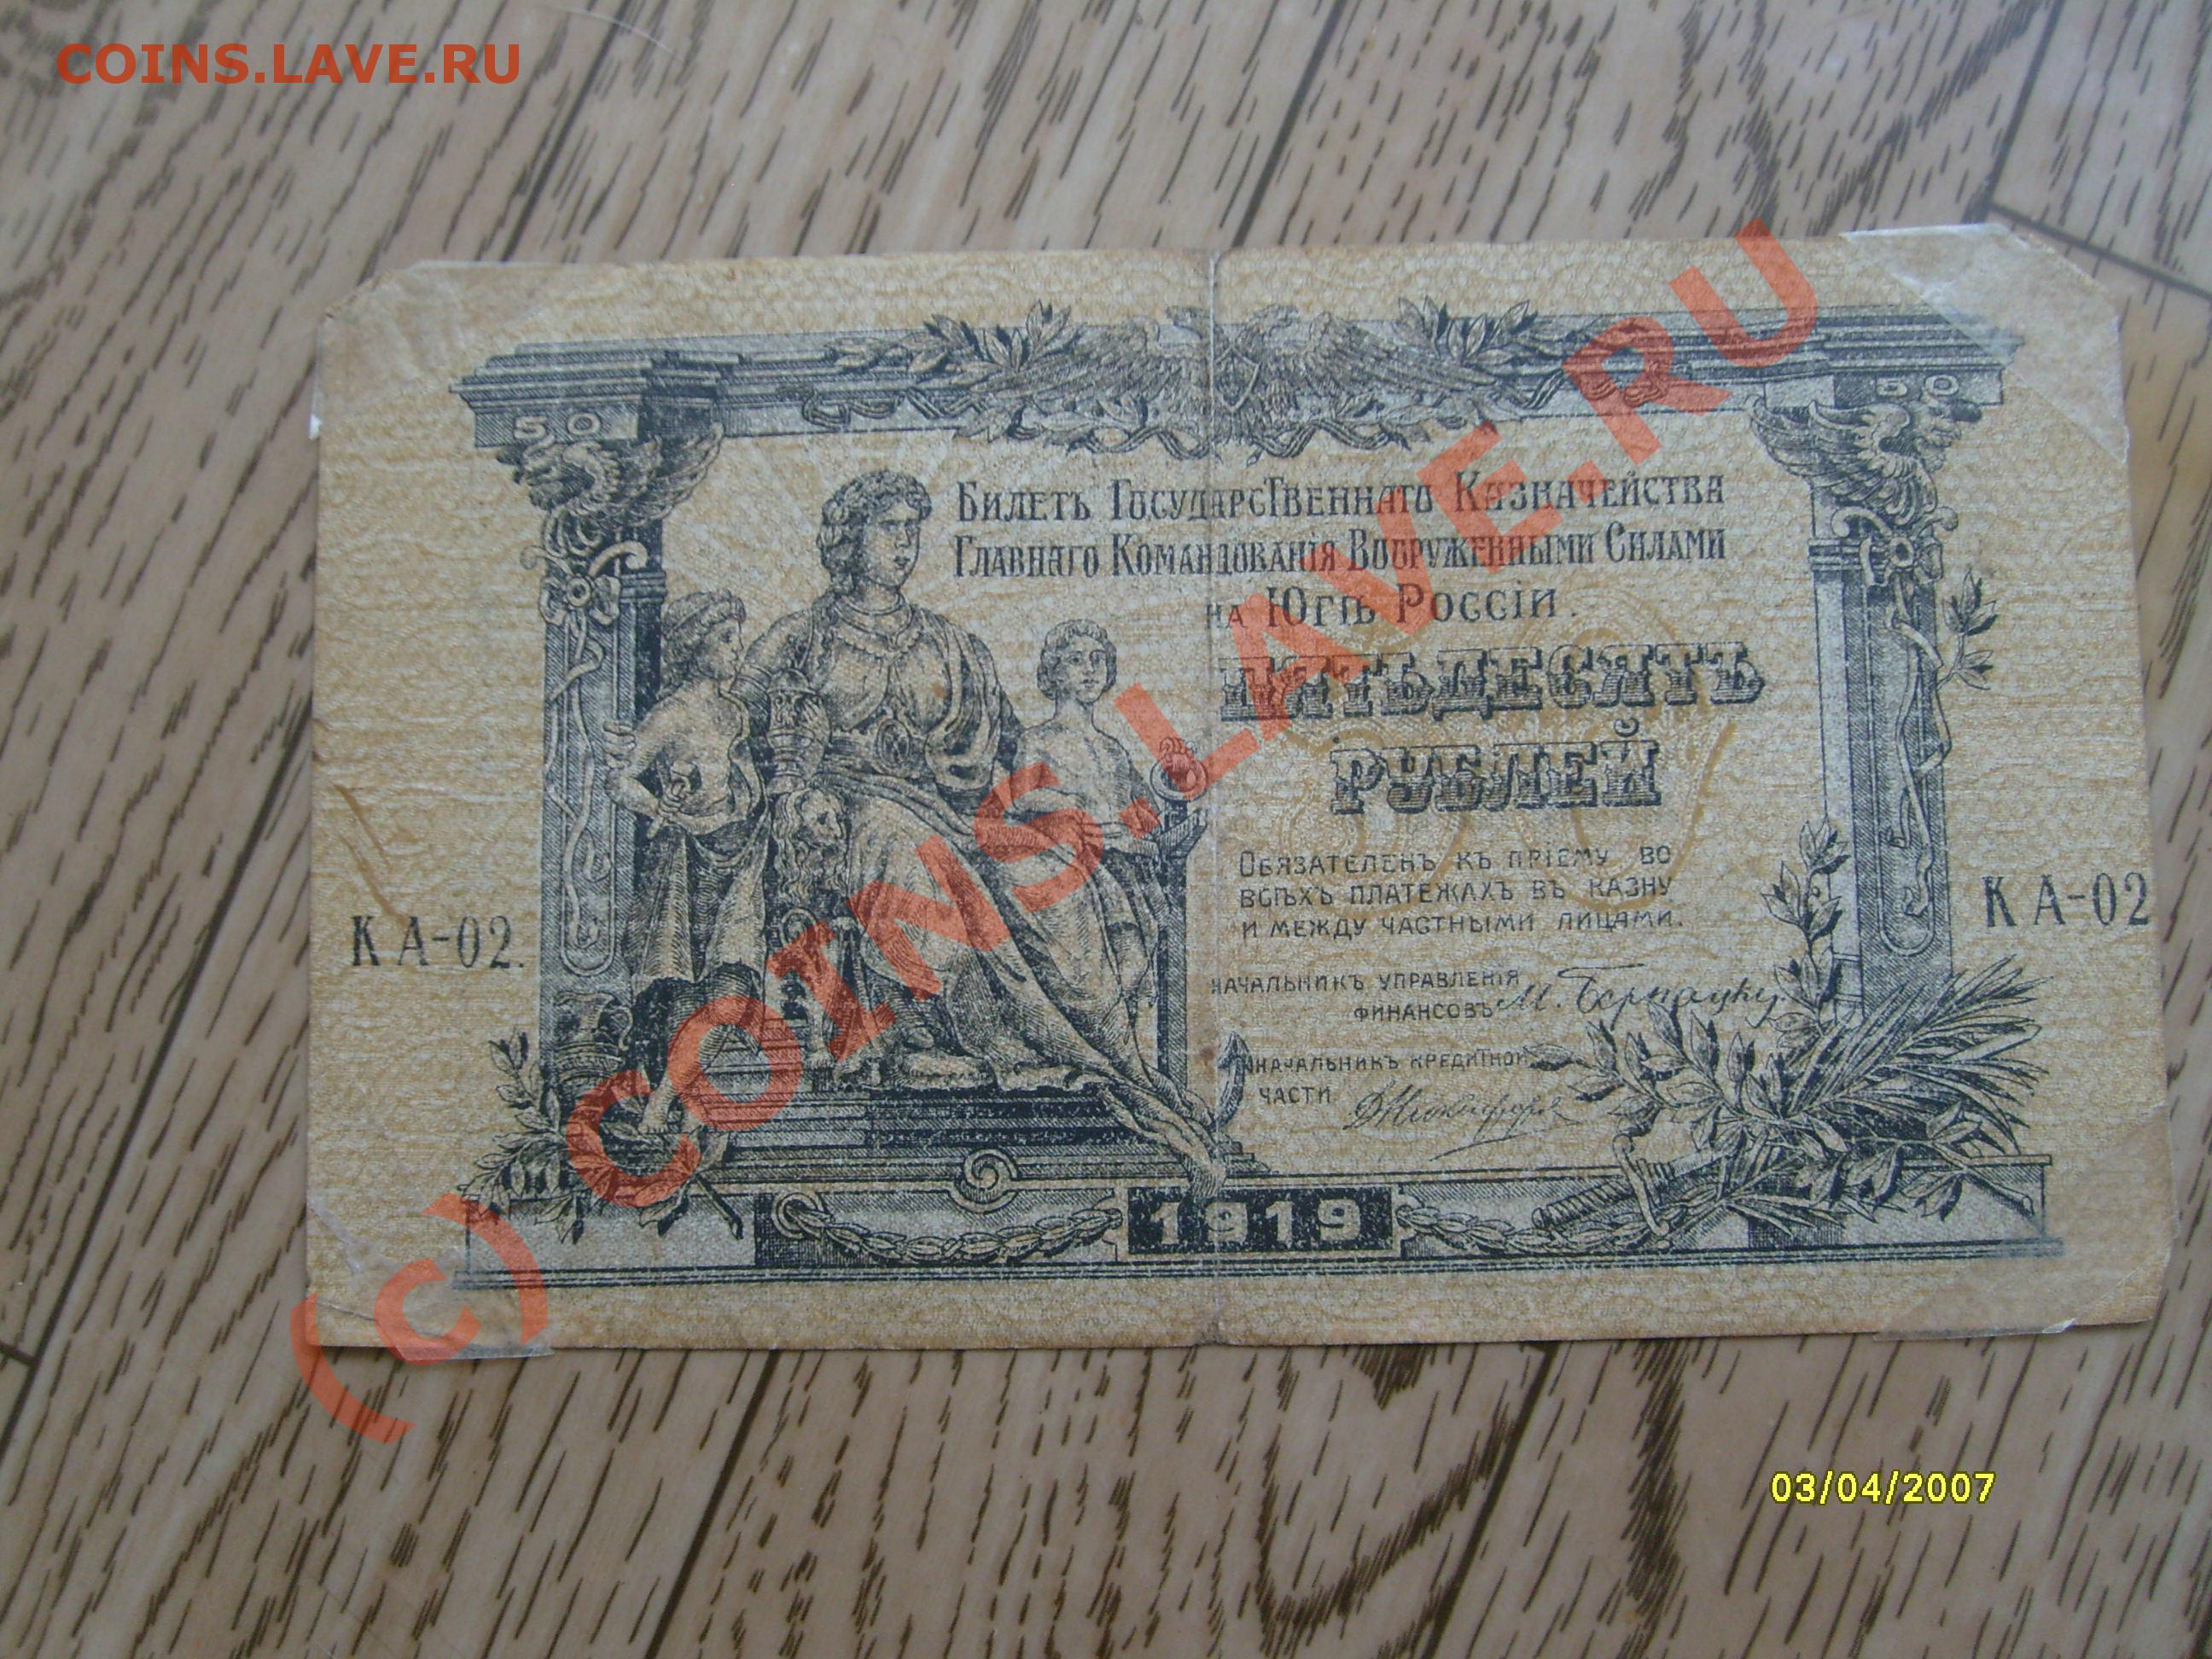 COINS.LAVE.RU
50
50
Билетъ Государственнаго Казначейства
Главнаго Командованія Вооруженными Силами
на Югѣ Россіи.
ПЯТЬДЕСЯТЪ
РУБЛЕЙ
Обязателенъ къ пріему во
всѣхъ платежахъ въ казну
и между частными лицами.
КА-02.
КА-02
Начальникъ управленія
финансовъ М. Бернацкій
Начальникъ кредитной
части
1919
(c) COINS.LAVE.RU
03/04/2007